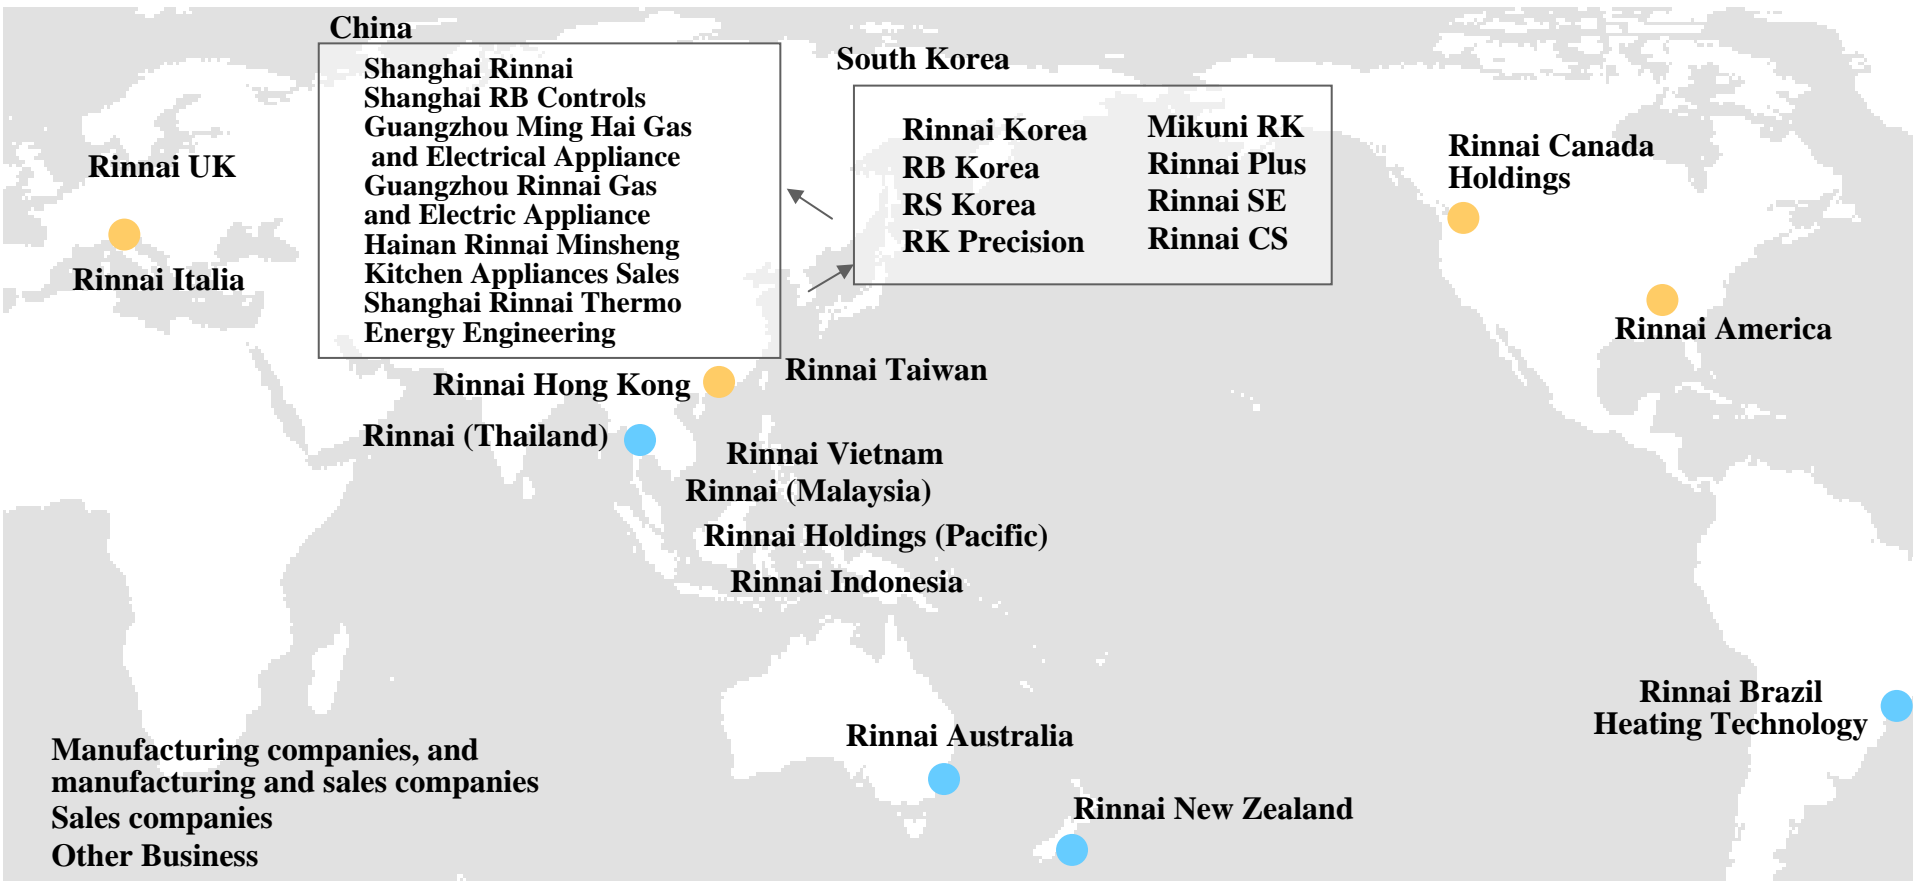 China
Shanghai Rinnai
Shanghai RB Controls
Guangzhou Ming Hai Gas
and Electrical Appliance
Guangzhou Rinnai Gas
and Electric Appliance
Hainan Rinnai Minsheng
Kitchen Appliances Sales
Shanghai Rinnai Thermo
Energy Engineering
South Korea
Rinnai Korea
RB Korea
RS Korea
RK Precision
Mikuni RK
Rinnai Plus
Rinnai SE
Rinnai CS
Rinnai UK
Rinnai Italia
Rinnai Canada
Holdings
Rinnai America
Rinnai Hong Kong
Rinnai Taiwan
Rinnai (Thailand)
Rinnai Vietnam
Rinnai (Malaysia)
Rinnai Holdings (Pacific)
Rinnai Indonesia
Rinnai Brazil
Heating Technology
Rinnai Australia
Rinnai New Zealand
Manufacturing companies, and
manufacturing and sales companies
Sales companies
Other Business